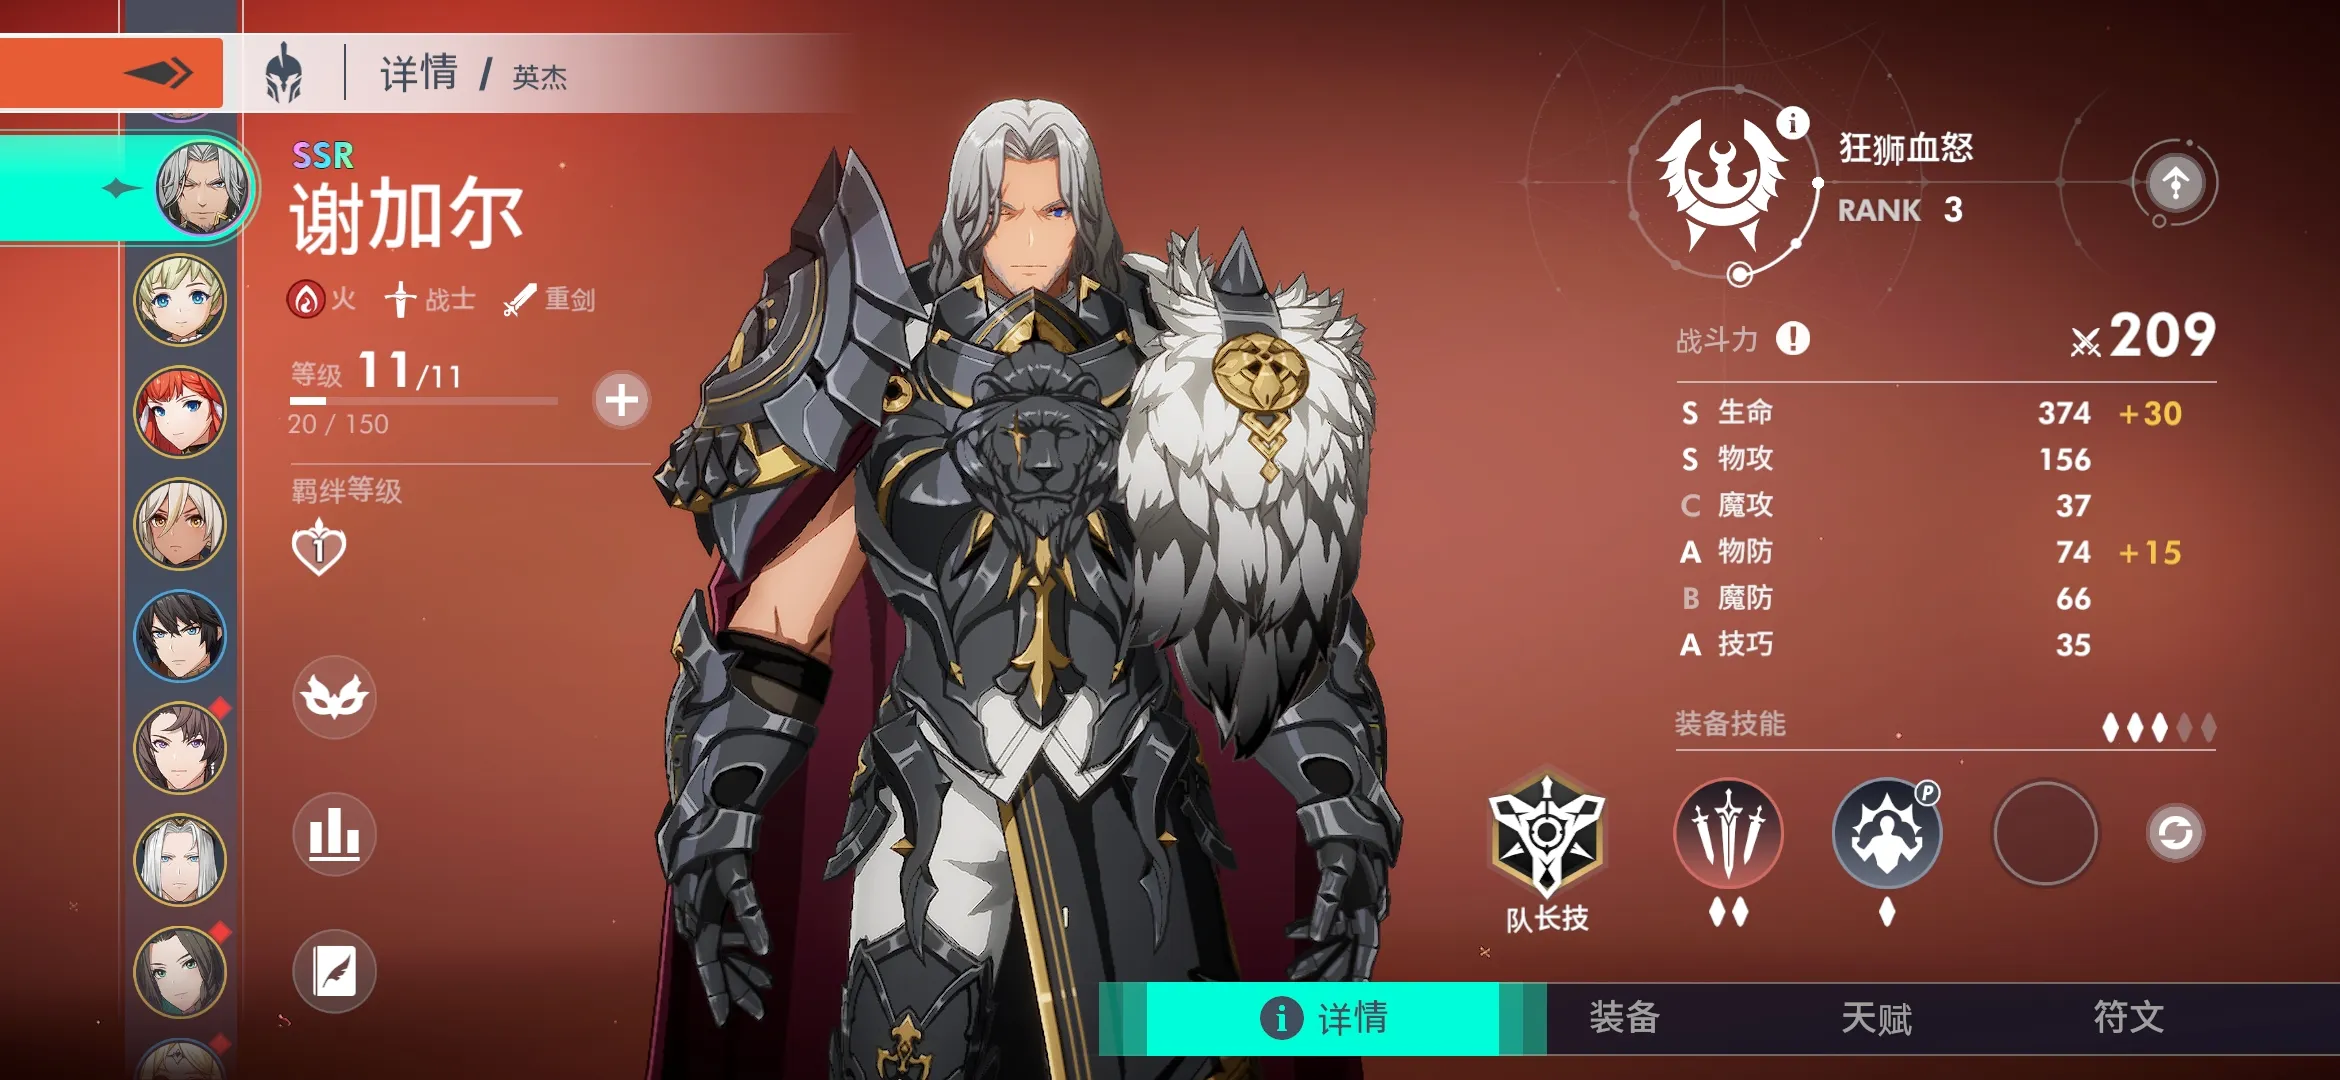 详情 / 英杰
SSR
谢加尔
火 战士 重剑
等级 11/11
20 / 150
羁绊等级
1
狂狮血怒
RANK 3
战斗力 209
S 生命 374 +30
S 物攻 156
C 魔攻 37
A 物防 74 +15
B 魔防 66
A 技巧 35
装备技能
P
队长技
详情 装备 天赋 符文